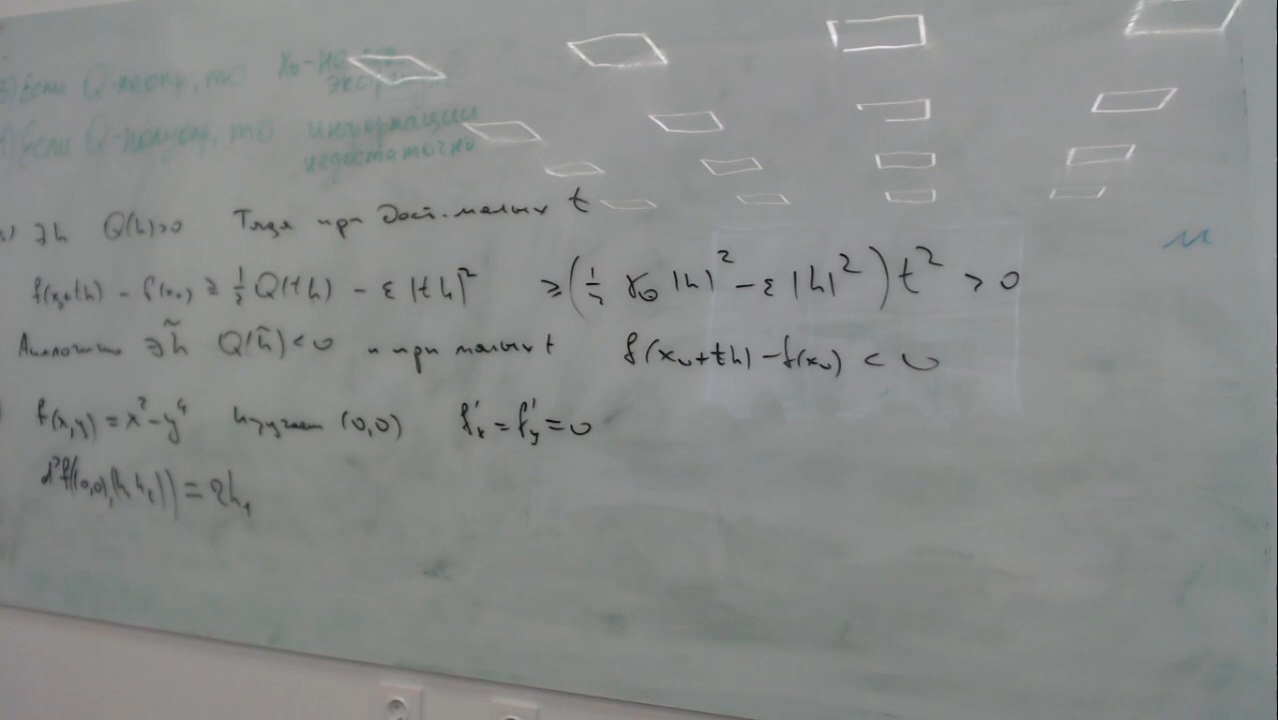 3) Если Q-неопр, то x₀-не экстр
4) Если Q-полуопр, то информации недостаточно
3) ∃h Q(h)>0 Тогда при дост. малых t
f(x₀+th) - f(x₀) ≥ 1/2 Q(th) - ε |th|² ≥ (1/2 γ₀ |h|² - ε |h|²) t² > 0
Аналогично ∃h̃ Q(h̃)<0 и при малых t f(x₀+th) - f(x₀) < 0
f(x,y) = x² - y⁴ Изучаем (0,0) f'ₓ = f'ᵧ = 0
d²f((0,0),(h, h₁)) = 2h₁